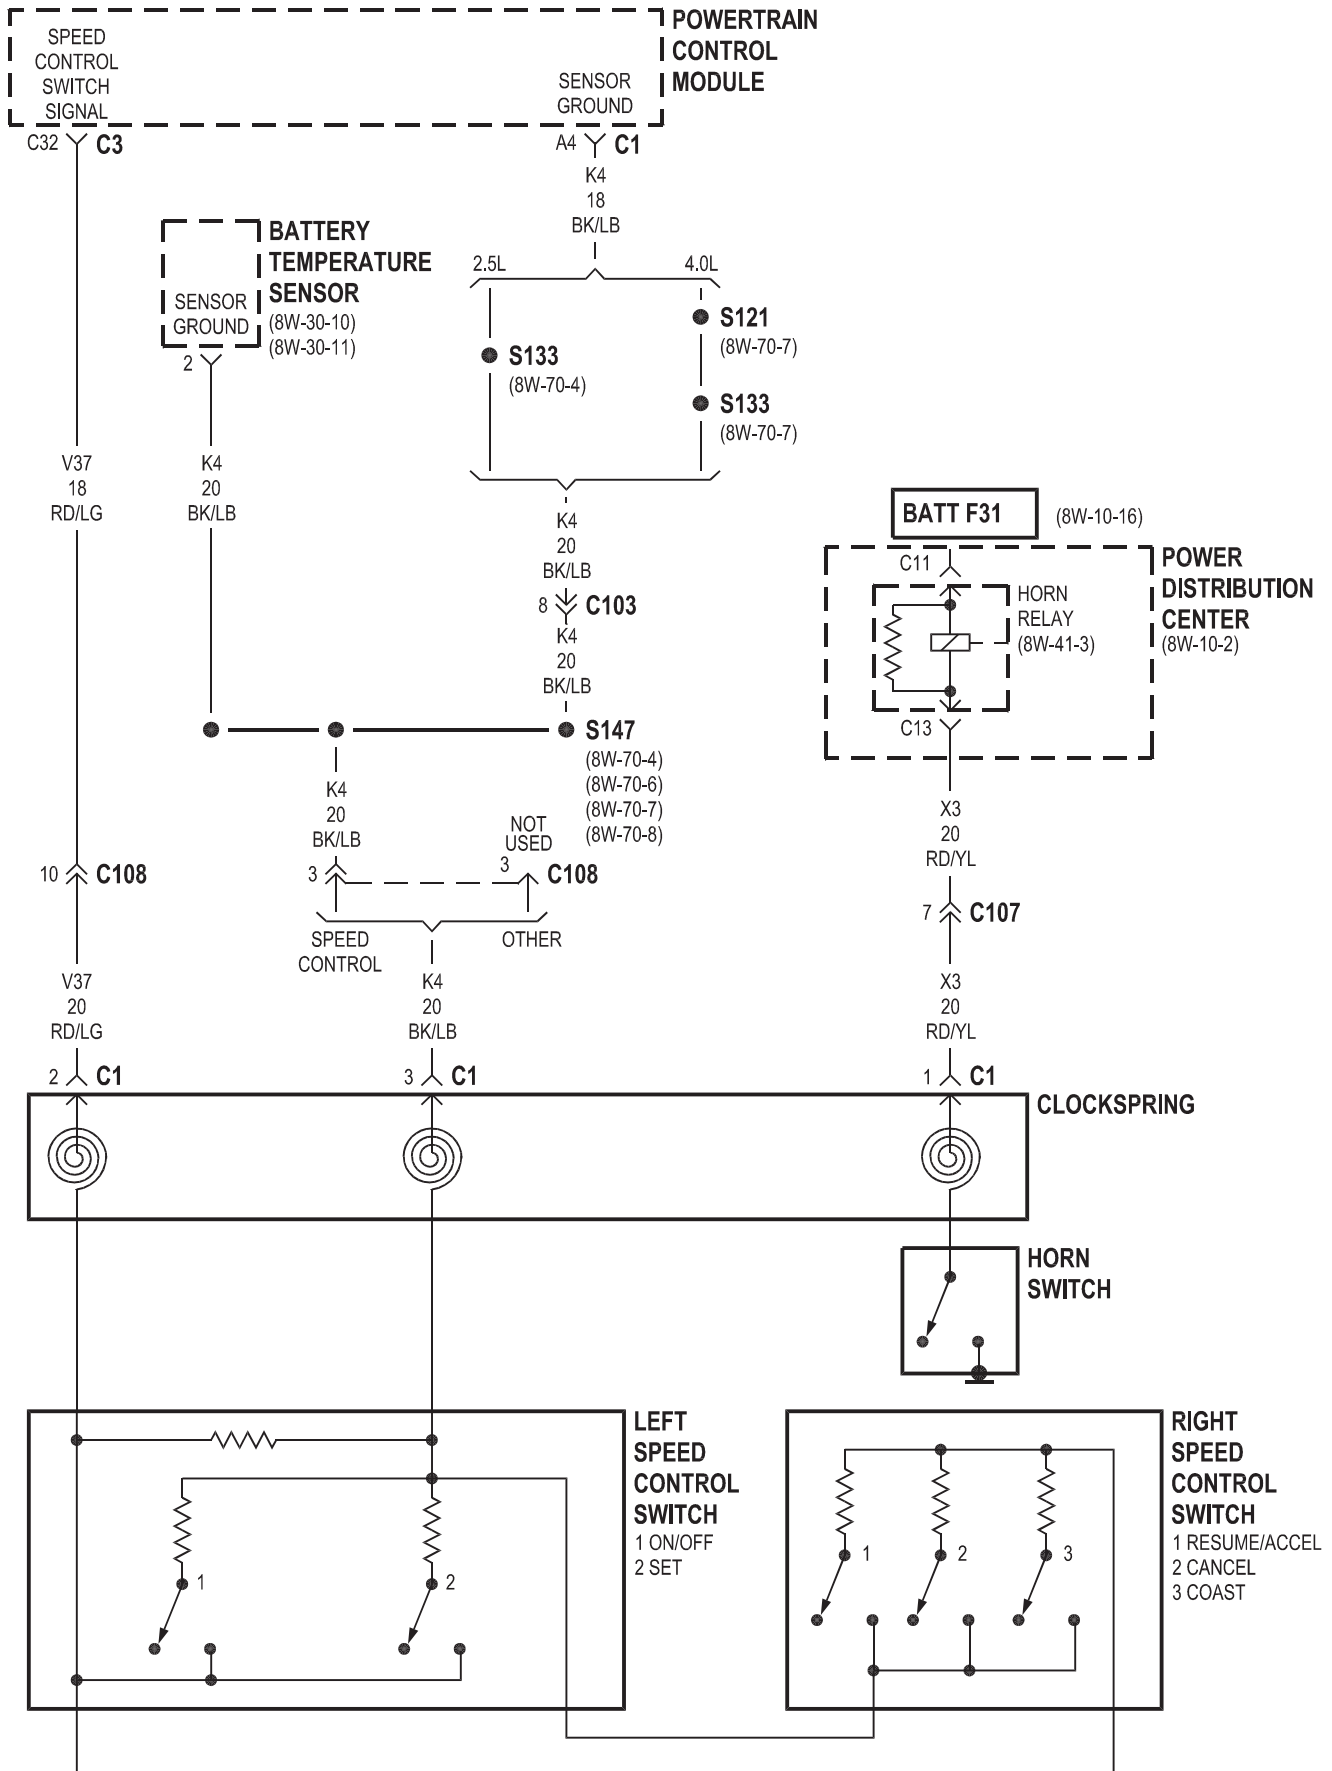 POWERTRAIN
CONTROL
MODULE
SPEED
CONTROL
SWITCH
SIGNAL
SENSOR
GROUND
C32 C3
A4 C1
K4
18
BK/LB
BATTERY
TEMPERATURE
SENSOR
(8W-30-10)
(8W-30-11)
SENSOR
GROUND
2
2.5L
4.0L
S121
(8W-70-7)
S133
(8W-70-4)
S133
(8W-70-7)
V37
18
RD/LG
K4
20
BK/LB
K4
20
BK/LB
8 C103
K4
20
BK/LB
BATT F31 (8W-10-16)
POWER
DISTRIBUTION
CENTER
(8W-10-2)
C11
HORN
RELAY
(8W-41-3)
C13
S147
(8W-70-4)
(8W-70-6)
(8W-70-7)
(8W-70-8)
K4
20
BK/LB
NOT
USED
X3
20
RD/YL
10 C108
3
3 C108
7 C107
SPEED
CONTROL
OTHER
V37
20
RD/LG
K4
20
BK/LB
X3
20
RD/YL
2 C1
3 C1
1 C1
CLOCKSPRING
HORN
SWITCH
LEFT
SPEED
CONTROL
SWITCH
1 ON/OFF
2 SET
1
2
RIGHT
SPEED
CONTROL
SWITCH
1 RESUME/ACCEL
2 CANCEL
3 COAST
1
2
3